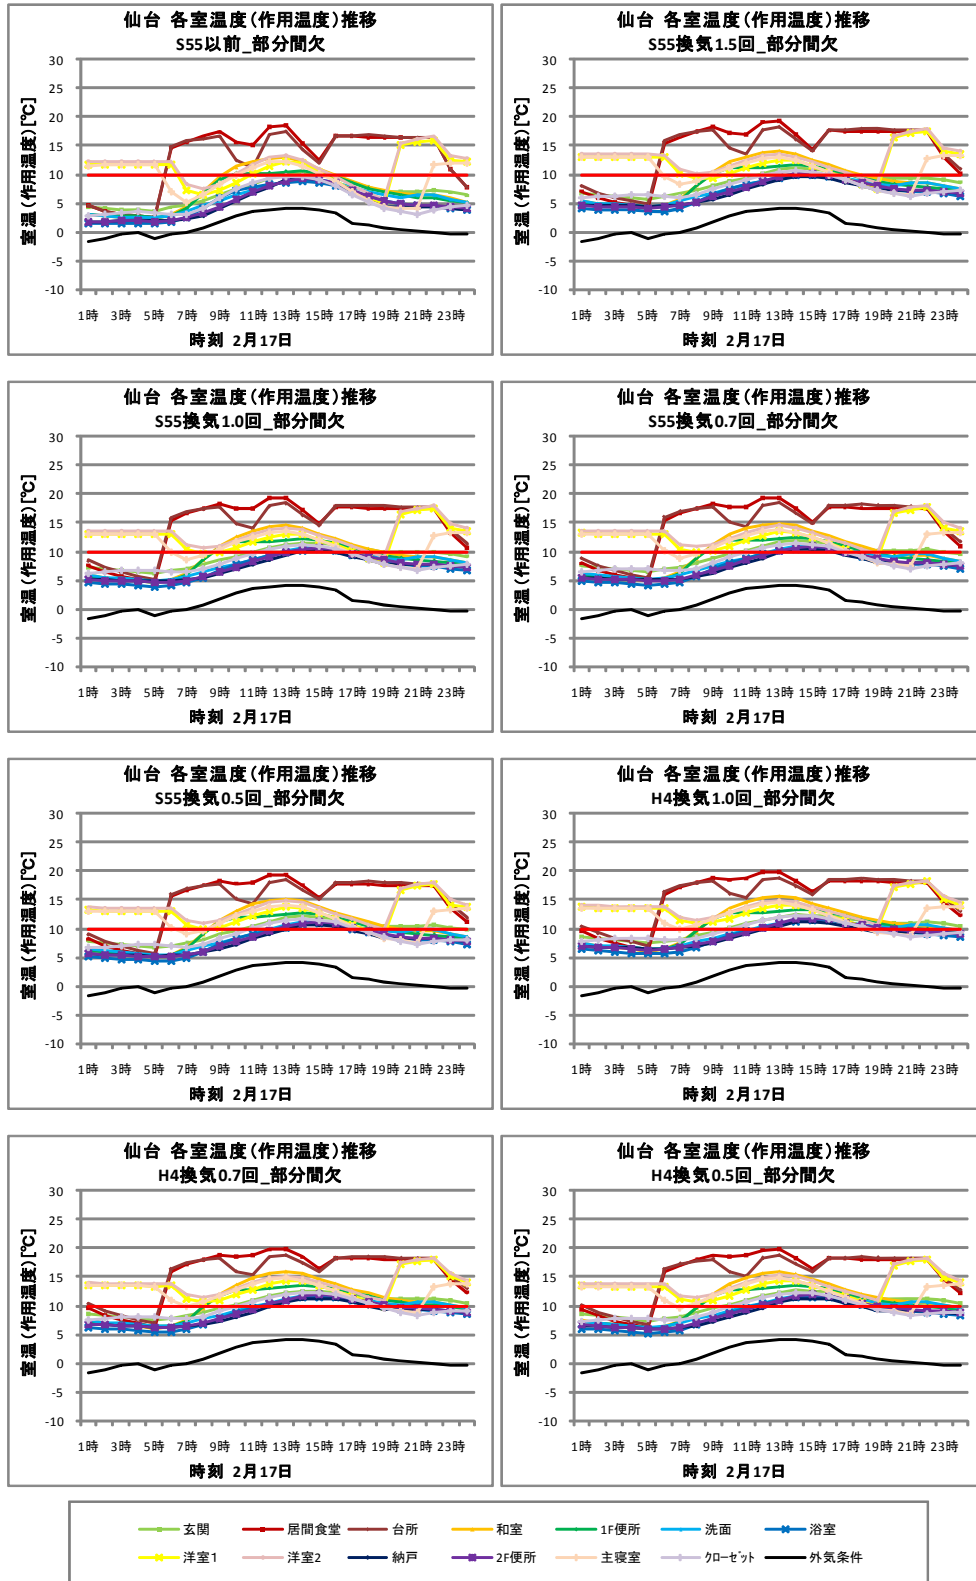 仙台 各室温度(作用温度)推移
S55以前_部分間欠
室温(作用温度)[℃]
30
25
20
15
10
5
0
-5
-10
1時 3時 5時 7時 9時 11時 13時 15時 17時 19時 21時 23時
時刻 2月17日
仙台 各室温度(作用温度)推移
S55換気1.5回_部分間欠
室温(作用温度)[℃]
30
25
20
15
10
5
0
-5
-10
1時 3時 5時 7時 9時 11時 13時 15時 17時 19時 21時 23時
時刻 2月17日
仙台 各室温度(作用温度)推移
S55換気1.0回_部分間欠
室温(作用温度)[℃]
30
25
20
15
10
5
0
-5
-10
1時 3時 5時 7時 9時 11時 13時 15時 17時 19時 21時 23時
時刻 2月17日
仙台 各室温度(作用温度)推移
S55換気0.7回_部分間欠
室温(作用温度)[℃]
30
25
20
15
10
5
0
-5
-10
1時 3時 5時 7時 9時 11時 13時 15時 17時 19時 21時 23時
時刻 2月17日
仙台 各室温度(作用温度)推移
S55換気0.5回_部分間欠
室温(作用温度)[℃]
30
25
20
15
10
5
0
-5
-10
1時 3時 5時 7時 9時 11時 13時 15時 17時 19時 21時 23時
時刻 2月17日
仙台 各室温度(作用温度)推移
H4換気1.0回_部分間欠
室温(作用温度)[℃]
30
25
20
15
10
5
0
-5
-10
1時 3時 5時 7時 9時 11時 13時 15時 17時 19時 21時 23時
時刻 2月17日
仙台 各室温度(作用温度)推移
H4換気0.7回_部分間欠
室温(作用温度)[℃]
30
25
20
15
10
5
0
-5
-10
1時 3時 5時 7時 9時 11時 13時 15時 17時 19時 21時 23時
時刻 2月17日
仙台 各室温度(作用温度)推移
H4換気0.5回_部分間欠
室温(作用温度)[℃]
30
25
20
15
10
5
0
-5
-10
1時 3時 5時 7時 9時 11時 13時 15時 17時 19時 21時 23時
時刻 2月17日
玄関 居間食堂 台所 和室 1F便所 洗面 浴室
洋室1 洋室2 納戸 2F便所 主寝室 ｸﾛｰｾﾞｯﾄ 外気条件